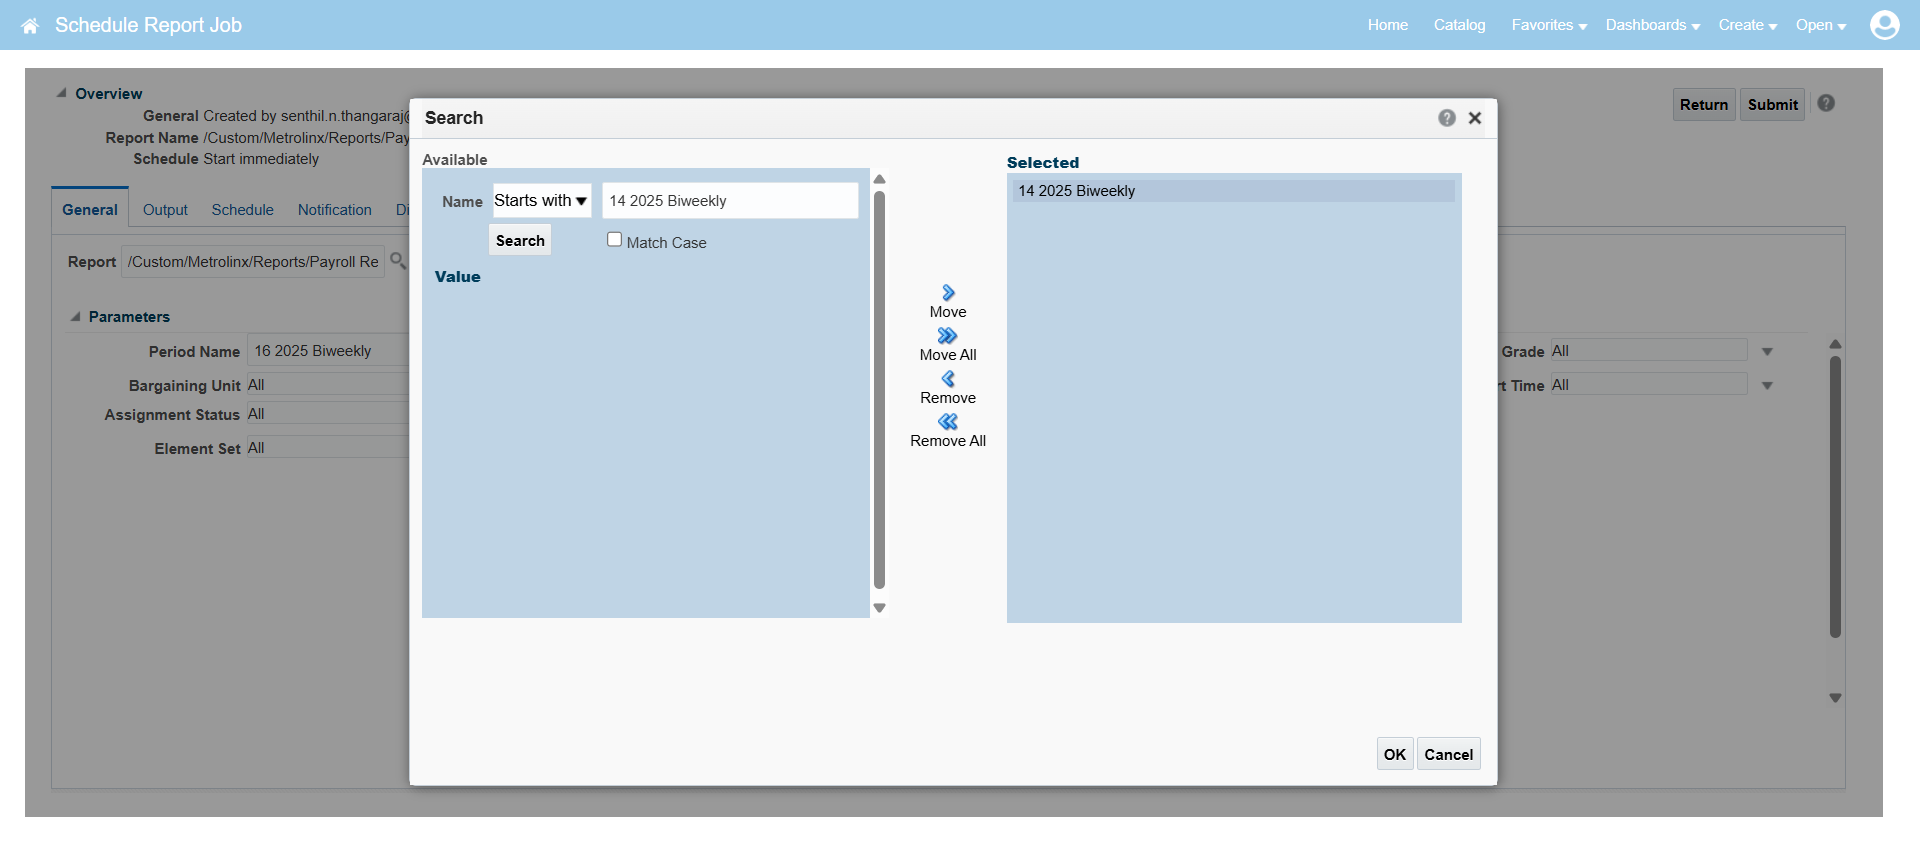 Schedule Report Job
Home Catalog Favorites Dashboards Create Open
Overview
General Created by senthil.n.thangaraj@
Report Name /Custom/Metrolinx/Reports/Pay
Schedule Start immediately
Return Submit
General Output Schedule Notification Di
Report /Custom/Metrolinx/Reports/Payroll Re
Parameters
Period Name 16 2025 Biweekly
Bargaining Unit All
Assignment Status All
Element Set All
Grade All
rt Time All
Search
Available
Name Starts with 14 2025 Biweekly
Search Match Case
Value
Move
Move All
Remove
Remove All
Selected
14 2025 Biweekly
OK Cancel